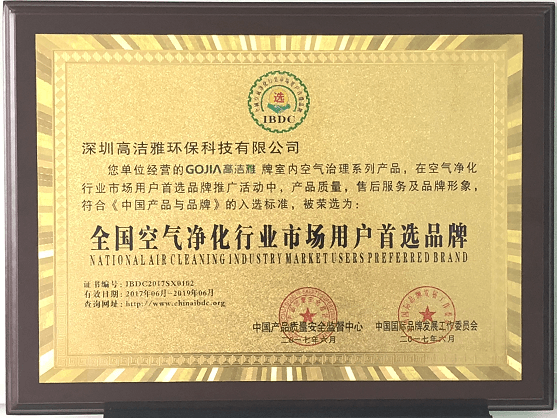 选
IBDC
深圳高洁雅环保科技有限公司
您单位经营的GOJIA高洁雅 牌室内空气治理系列产品，在空气净化
行业市场用户首选品牌推广活动中，产品质量，售后服务及品牌形象，
符合《中国产品与品牌》的入选标准，被荣选为：
全国空气净化行业市场用户首选品牌
NATIONAL AIR CLEANING INDUSTRY MARKET USERS PREFERRED BRAND
证书编号：IBDC2017SX0162
有效日期：2017年06月-2019年06月
查询网址：http://www.chinaibdc.org
中国产品质量安全监督中心 中国国际品牌发展工作委员会
二〇一七年六月 二〇一七年六月